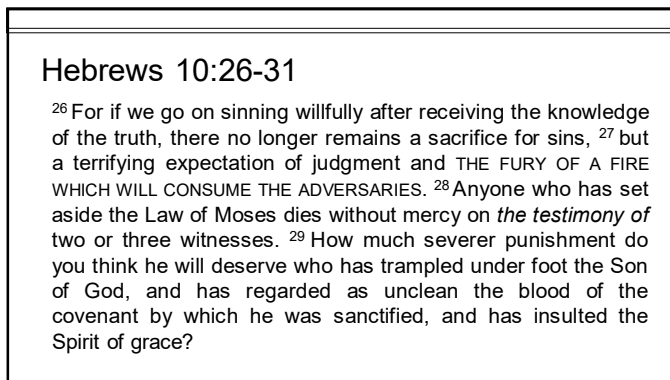 Hebrews 10:26-31
26 For if we go on sinning willfully after receiving the knowledge
of the truth, there no longer remains a sacrifice for sins, 27 but
a terrifying expectation of judgment and THE FURY OF A FIRE
WHICH WILL CONSUME THE ADVERSARIES. 28 Anyone who has set
aside the Law of Moses dies without mercy on the testimony of
two or three witnesses. 29 How much severer punishment do
you think he will deserve who has trampled under foot the Son
of God, and has regarded as unclean the blood of the
covenant by which he was sanctified, and has insulted the
Spirit of grace?